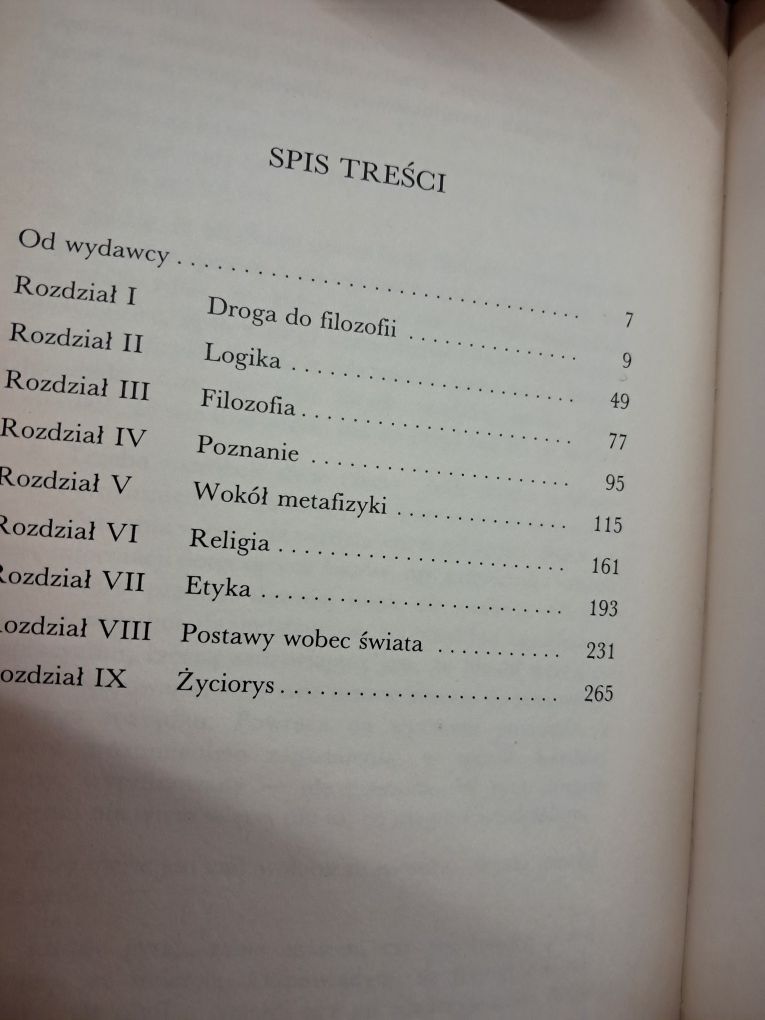 SPIS TREŚCI
Od wydawcy . . . . . . . . . . . . . . . . . . . . . . . . . . . . . . 7
Rozdział I Droga do filozofii . . . . . . . . . . . . . 9
Rozdział II Logika . . . . . . . . . . . . . . . . . . . . . . 49
Rozdział III Filozofia . . . . . . . . . . . . . . . . . . . . . 77
Rozdział IV Poznanie . . . . . . . . . . . . . . . . . . . . 95
Rozdział V Wokół metafizyki . . . . . . . . . . . . . 115
Rozdział VI Religia . . . . . . . . . . . . . . . . . . . . . . 161
Rozdział VII Etyka . . . . . . . . . . . . . . . . . . . . . . . 193
ozdział VIII Postawy wobec świata . . . . . . . . . . 231
ozdział IX Życiorys . . . . . . . . . . . . . . . . . . . . . 265